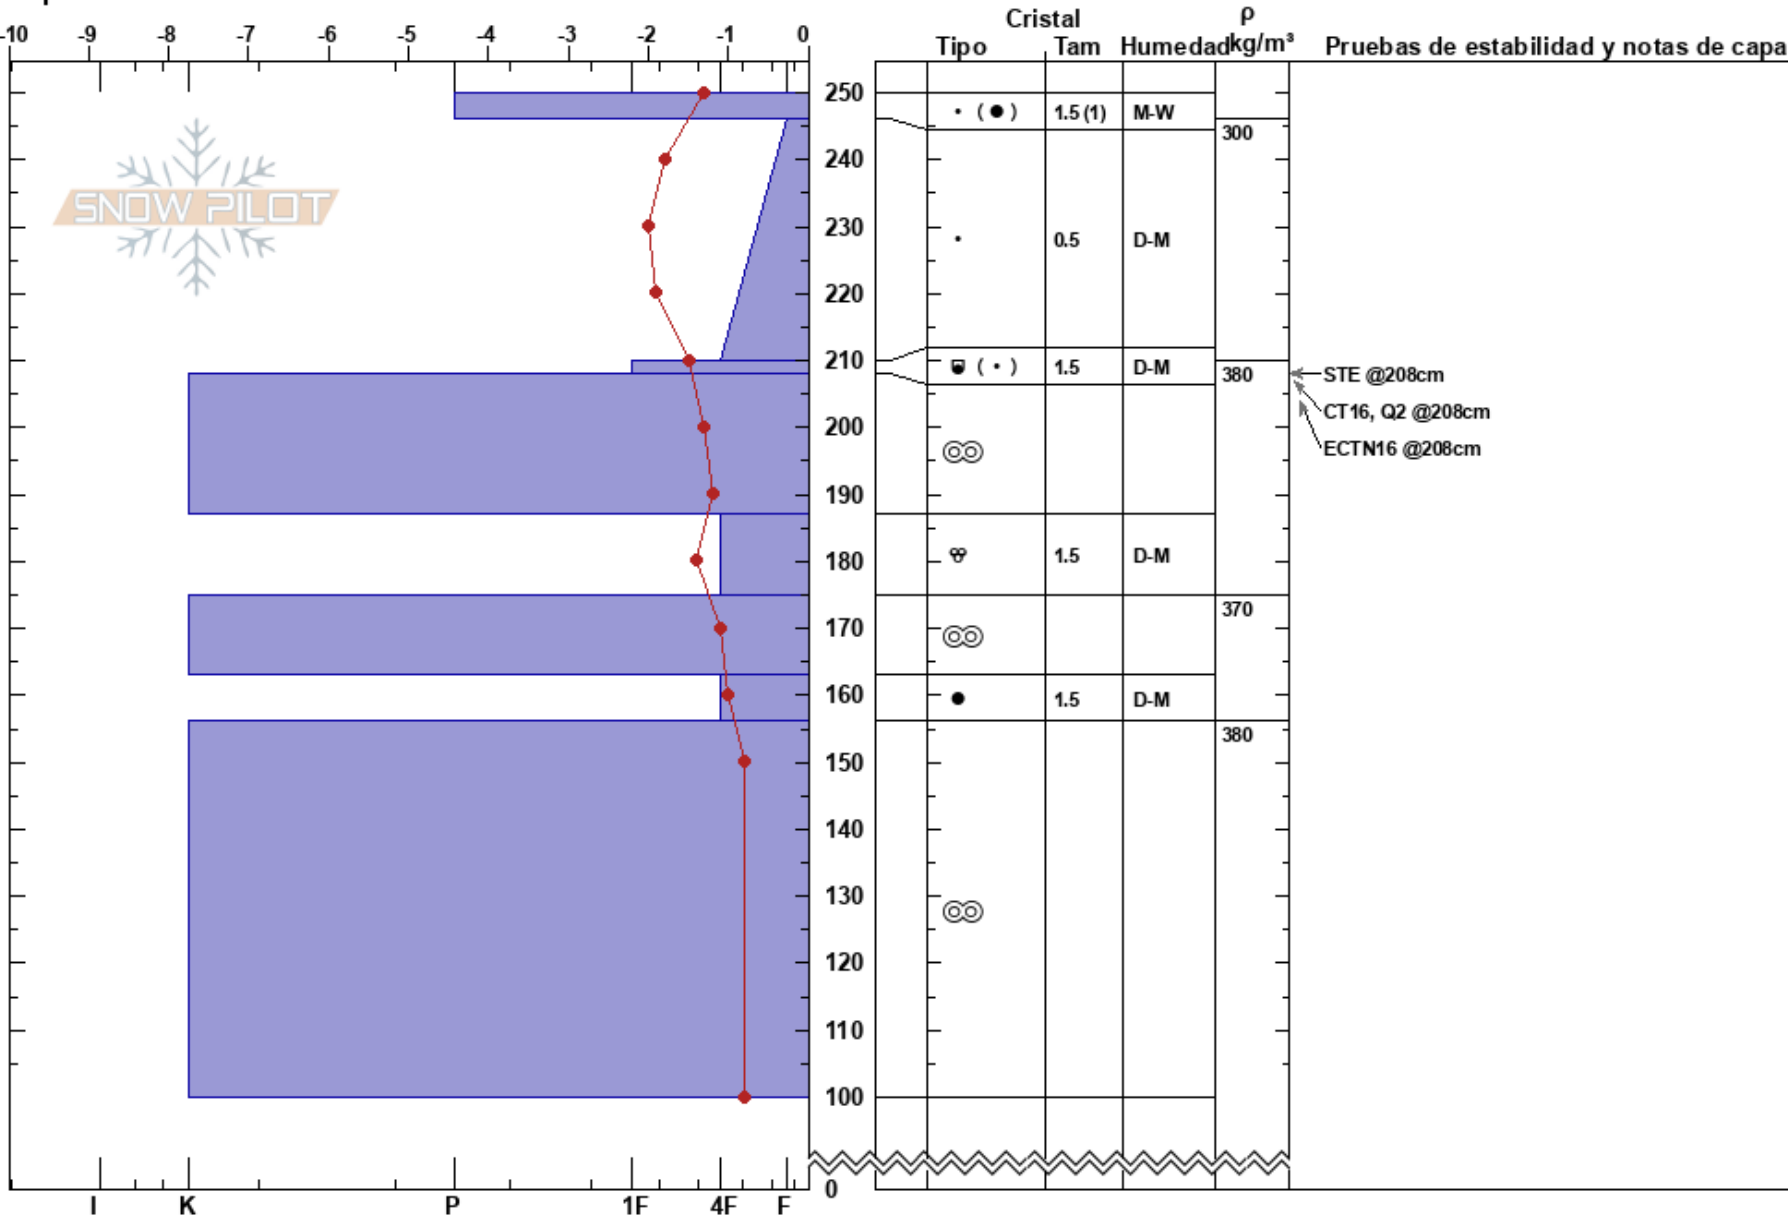 -10 -9 -8 -7 -6 -5 -4 -3 -2 -1 0
Cristal ρ
Tipo Tam Humedad kg/m³ Pruebas de estabilidad y notas de capa
250
1.5 (1) M-W
300
240
SNOW PILOT
230
0.5 D-M
220
210
1.5 D-M
380
STE @208cm
CT16, Q2 @208cm
200
ECTN16 @208cm
190
180
1.5 D-M
370
170
160
1.5 D-M
380
150
140
130
120
110
100
0
I K P 1F 4F F